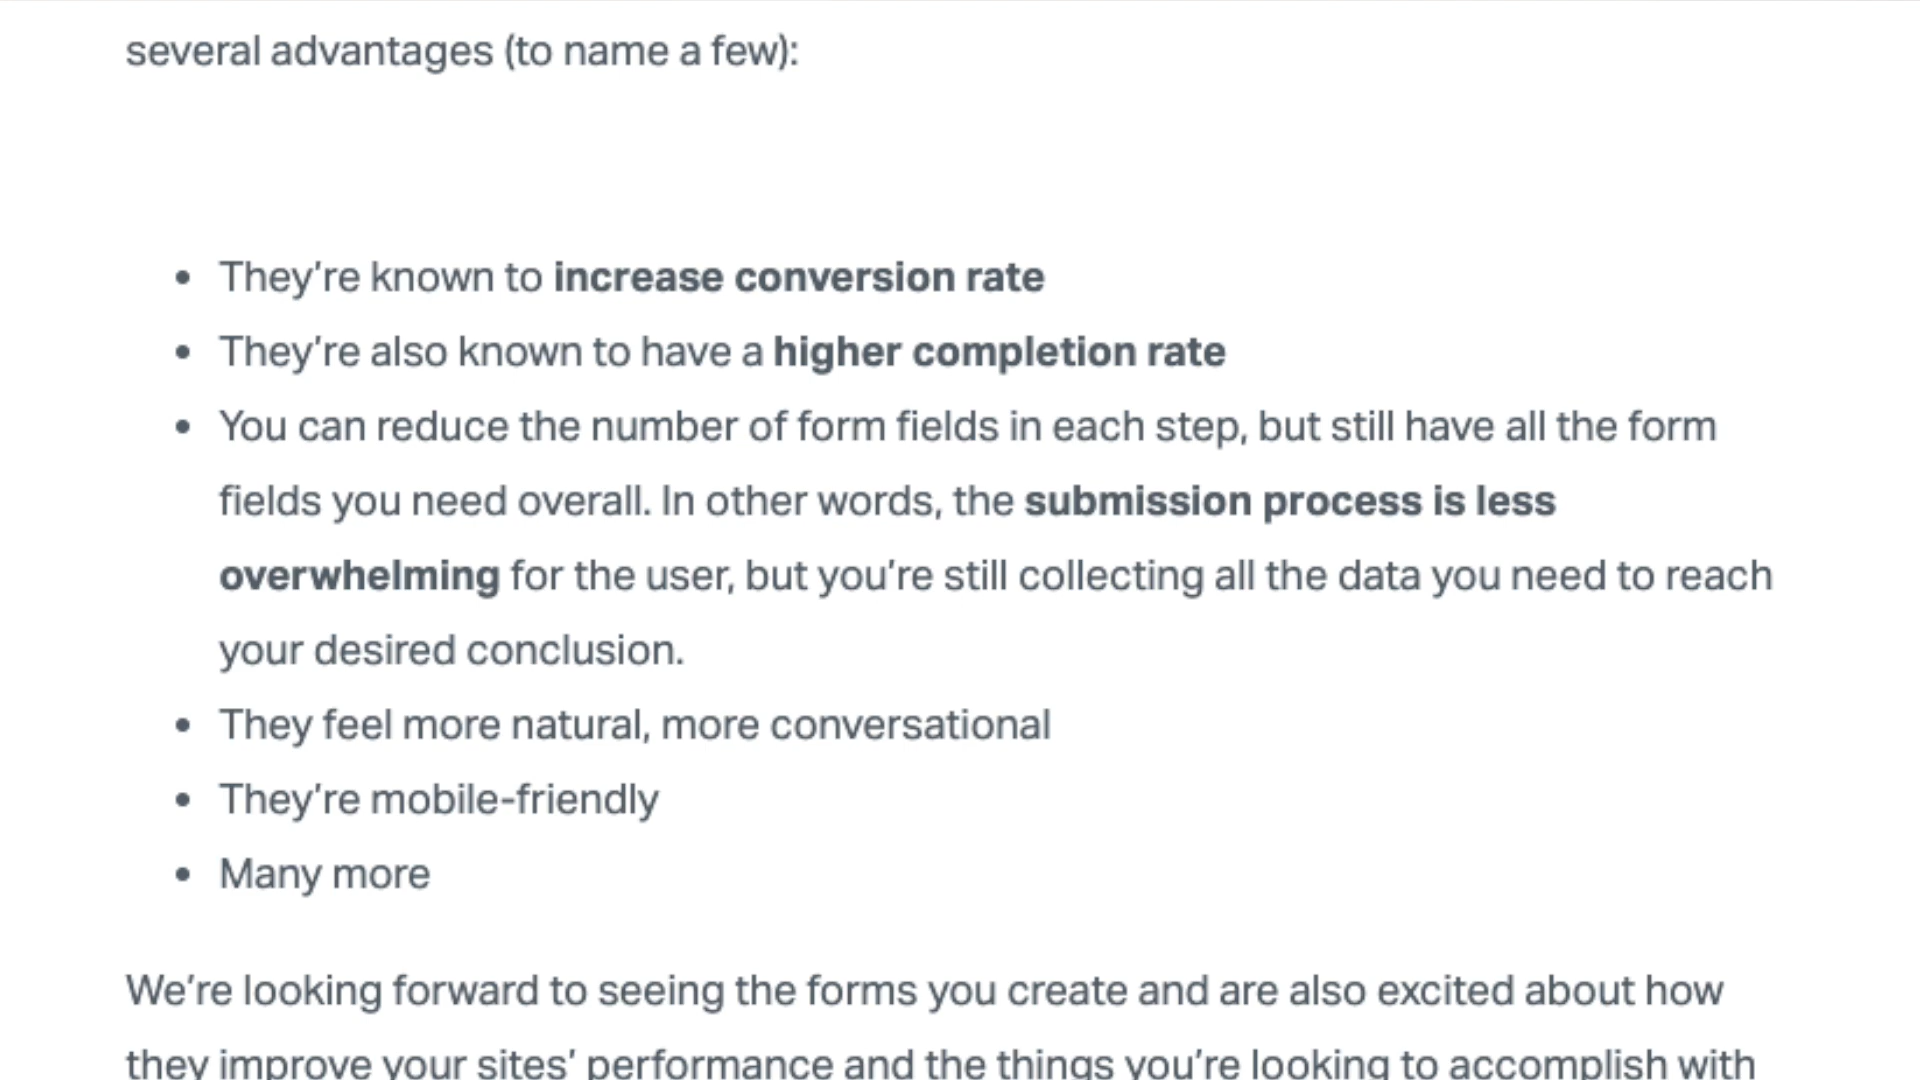 several advantages (to name a few):
• They’re known to increase conversion rate
• They’re also known to have a higher completion rate
• You can reduce the number of form fields in each step, but still have all the form
fields you need overall. In other words, the submission process is less
overwhelming for the user, but you’re still collecting all the data you need to reach
your desired conclusion.
• They feel more natural, more conversational
• They’re mobile-friendly
• Many more
We’re looking forward to seeing the forms you create and are also excited about how
they improve your sites’ performance and the things you’re looking to accomplish with